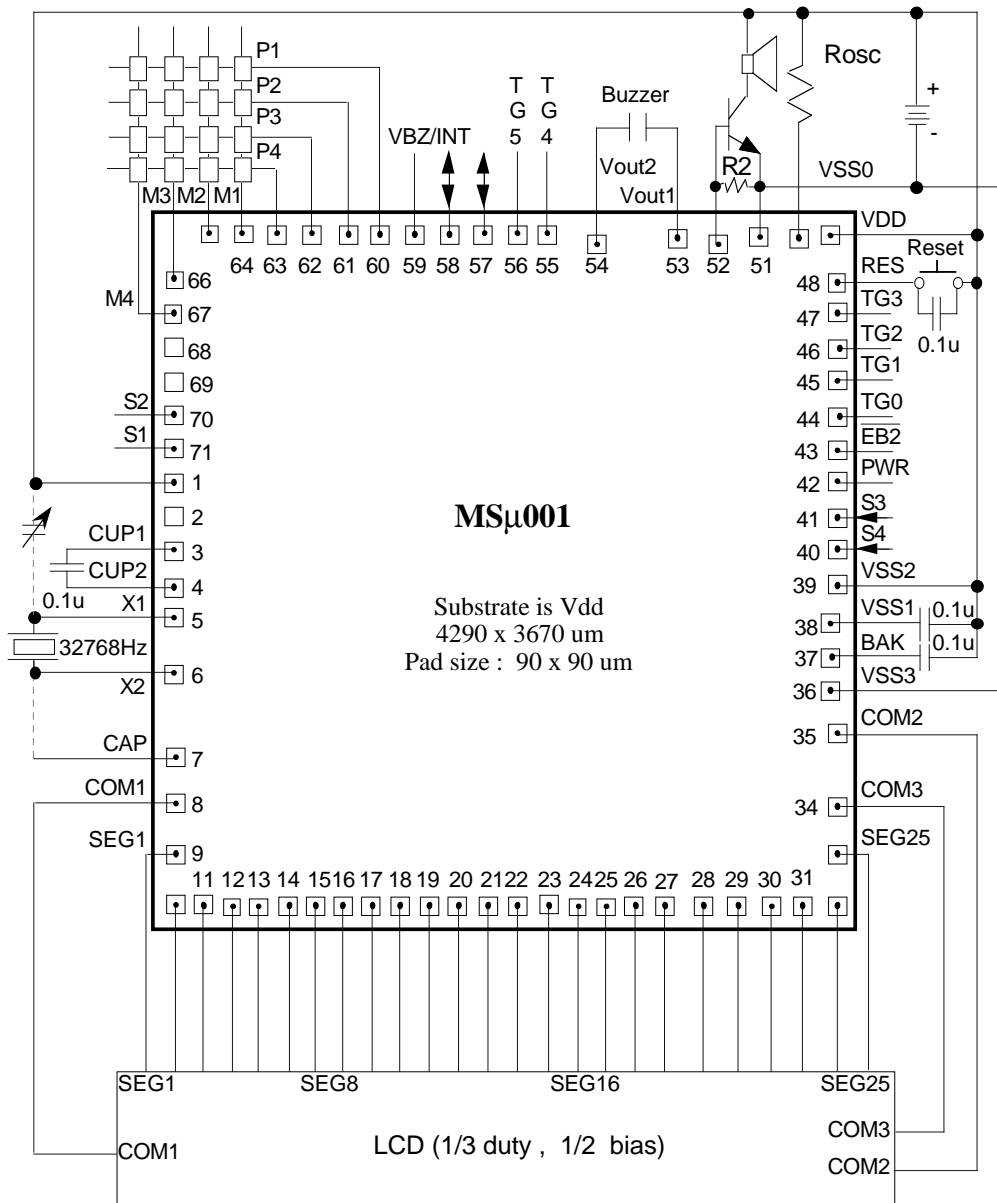 P1
P2
P3
P4
M3 M2 M1
VBZ/INT
TG5
TG4
Buzzer
Vout2
Vout1
R2
Rosc
+
-
VSS0
VDD
Reset
RES
0.1u
TG3
TG2
TG1
TG0
EB2
PWR
S3
S4
VSS2
VSS1
0.1u
BAK
0.1u
VSS3
COM2
COM3
SEG25
64 63 62 61 60 59 58 57 56 55 54 53 52 51
66
67
68
69
70
71
1
2
3
4
5
6
7
8
9
48
47
46
45
44
43
42
41
40
39
38
37
36
35
34
M4
S2
S1
CUP1
CUP2
0.1u
X1
32768Hz
X2
CAP
COM1
SEG1
MSμ001
Substrate is Vdd
4290 x 3670 um
Pad size : 90 x 90 um
11 12 13 14 15 16 17 18 19 20 21 22 23 24 25 26 27 28 29 30 31
SEG1 SEG8 SEG16 SEG25
COM1
LCD (1/3 duty , 1/2 bias)
COM3
COM2